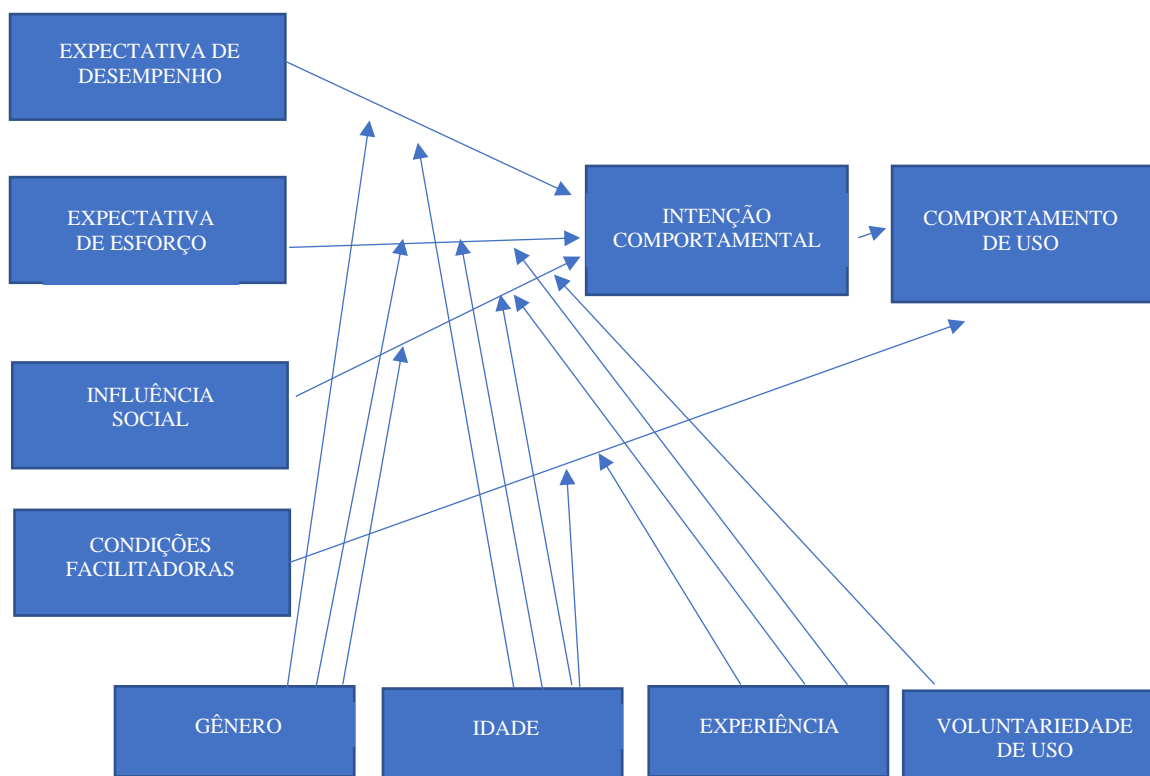 EXPECTATIVA DE
DESEMPENHO
EXPECTATIVA
DE ESFORÇO
INTENÇÃO
COMPORTAMENTAL
COMPORTAMENTO
DE USO
INFLUÊNCIA
SOCIAL
CONDIÇÕES
FACILITADORAS
GÊNERO
IDADE
EXPERIÊNCIA
VOLUNTARIEDADE
DE USO